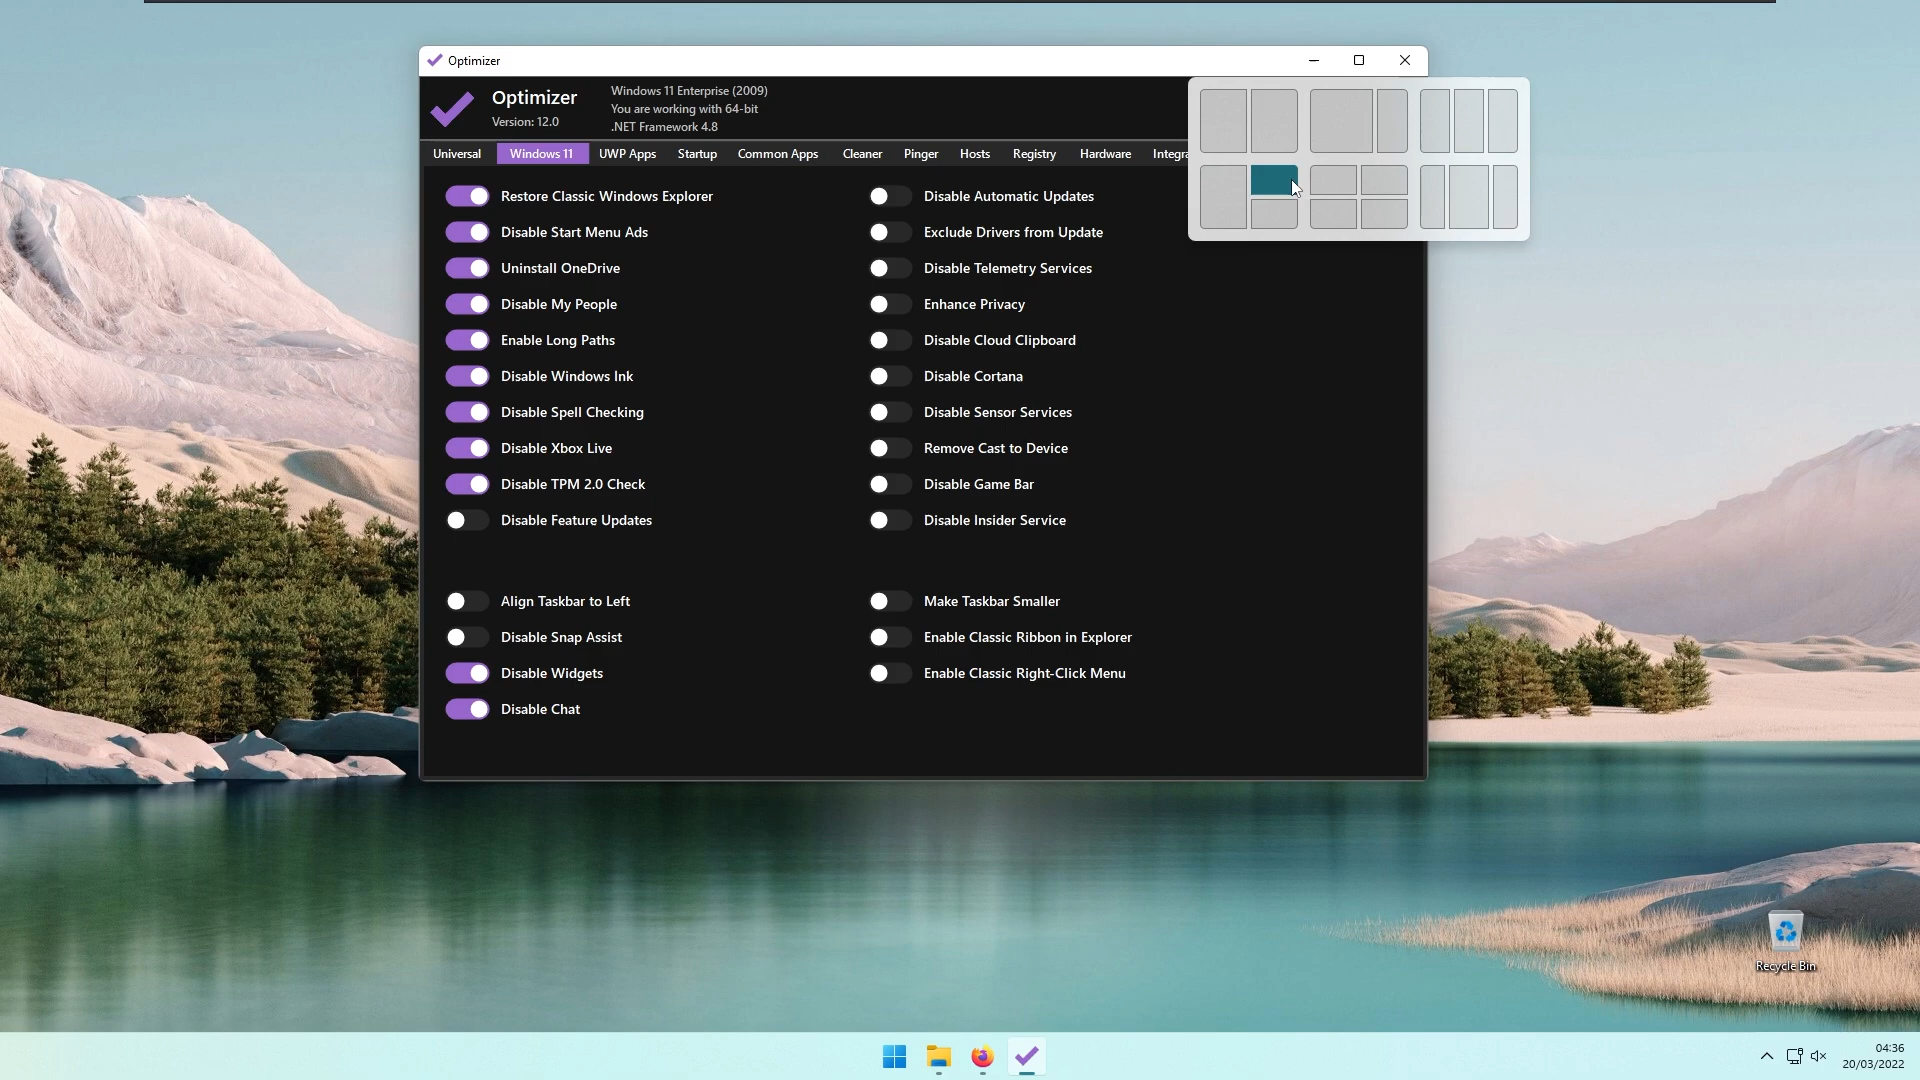 Optimizer
Optimizer
Version: 12.0
Windows 11 Enterprise (2009)
You are working with 64-bit
.NET Framework 4.8
Universal Windows 11 UWP Apps Startup Common Apps Cleaner Pinger Hosts Registry Hardware Integra
Restore Classic Windows Explorer
Disable Start Menu Ads
Uninstall OneDrive
Disable My People
Enable Long Paths
Disable Windows Ink
Disable Spell Checking
Disable Xbox Live
Disable TPM 2.0 Check
Disable Feature Updates
Disable Automatic Updates
Exclude Drivers from Update
Disable Telemetry Services
Enhance Privacy
Disable Cloud Clipboard
Disable Cortana
Disable Sensor Services
Remove Cast to Device
Disable Game Bar
Disable Insider Service
Align Taskbar to Left
Disable Snap Assist
Disable Widgets
Disable Chat
Make Taskbar Smaller
Enable Classic Ribbon in Explorer
Enable Classic Right-Click Menu
Recycle Bin
04:36
20/03/2022